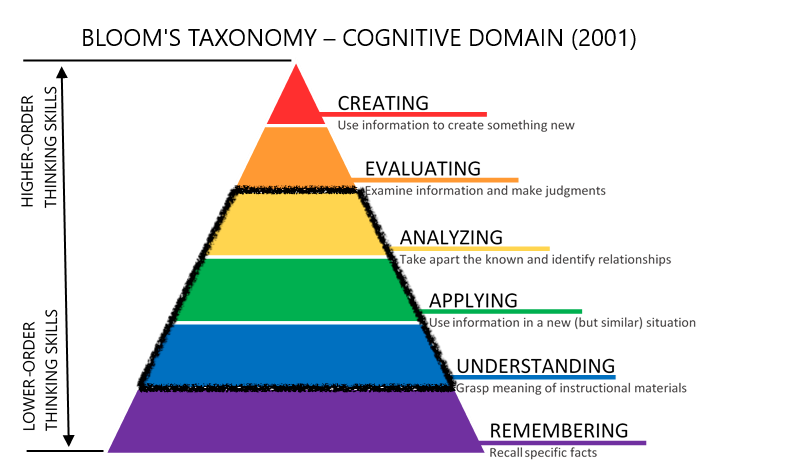 BLOOM'S TAXONOMY – COGNITIVE DOMAIN (2001)
HIGHER-ORDER
THINKING SKILLS
CREATING
Use information to create something new
EVALUATING
Examine information and make judgments
ANALYZING
Take apart the known and identify relationships
APPLYING
Use information in a new (but similar) situation
LOWER-ORDER
THINKING SKILLS
UNDERSTANDING
Grasp meaning of instructional materials
REMEMBERING
Recall specific facts